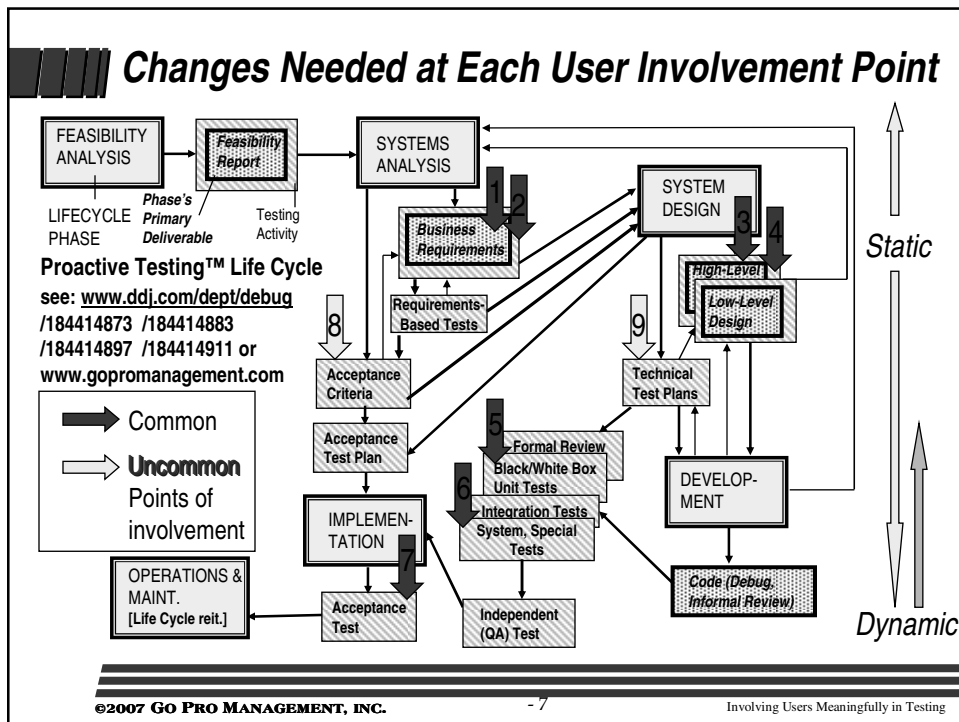 Changes Needed at Each User Involvement Point
FEASIBILITY
ANALYSIS
Feasibility
Report
SYSTEMS
ANALYSIS
SYSTEM
DESIGN
LIFECYCLE
PHASE
Phase's
Primary
Deliverable
Testing
Activity
1
2
Business
Requirements
3
4
High-Level
Low-Level
Design
Static
Proactive Testing™ Life Cycle
see: www.ddj.com/dept/debug
/184414873 /184414883
/184414897 /184414911 or
www.gopromanagement.com
Requirements-
Based Tests
8
Acceptance
Criteria
9
Technical
Test Plans
Common
Uncommon
Points of
involvement
Acceptance
Test Plan
5
Formal Review
Black/White Box
Unit Tests
6
Integration Tests
System, Special
Tests
DEVELOP-
MENT
IMPLEMEN-
TATION
7
OPERATIONS &
MAINT.
[Life Cycle reit.]
Acceptance
Test
Independent
(QA) Test
Code (Debug,
Informal Review)
Dynamic
©2007 GO PRO MANAGEMENT, INC.
- 7
Involving Users Meaningfully in Testing